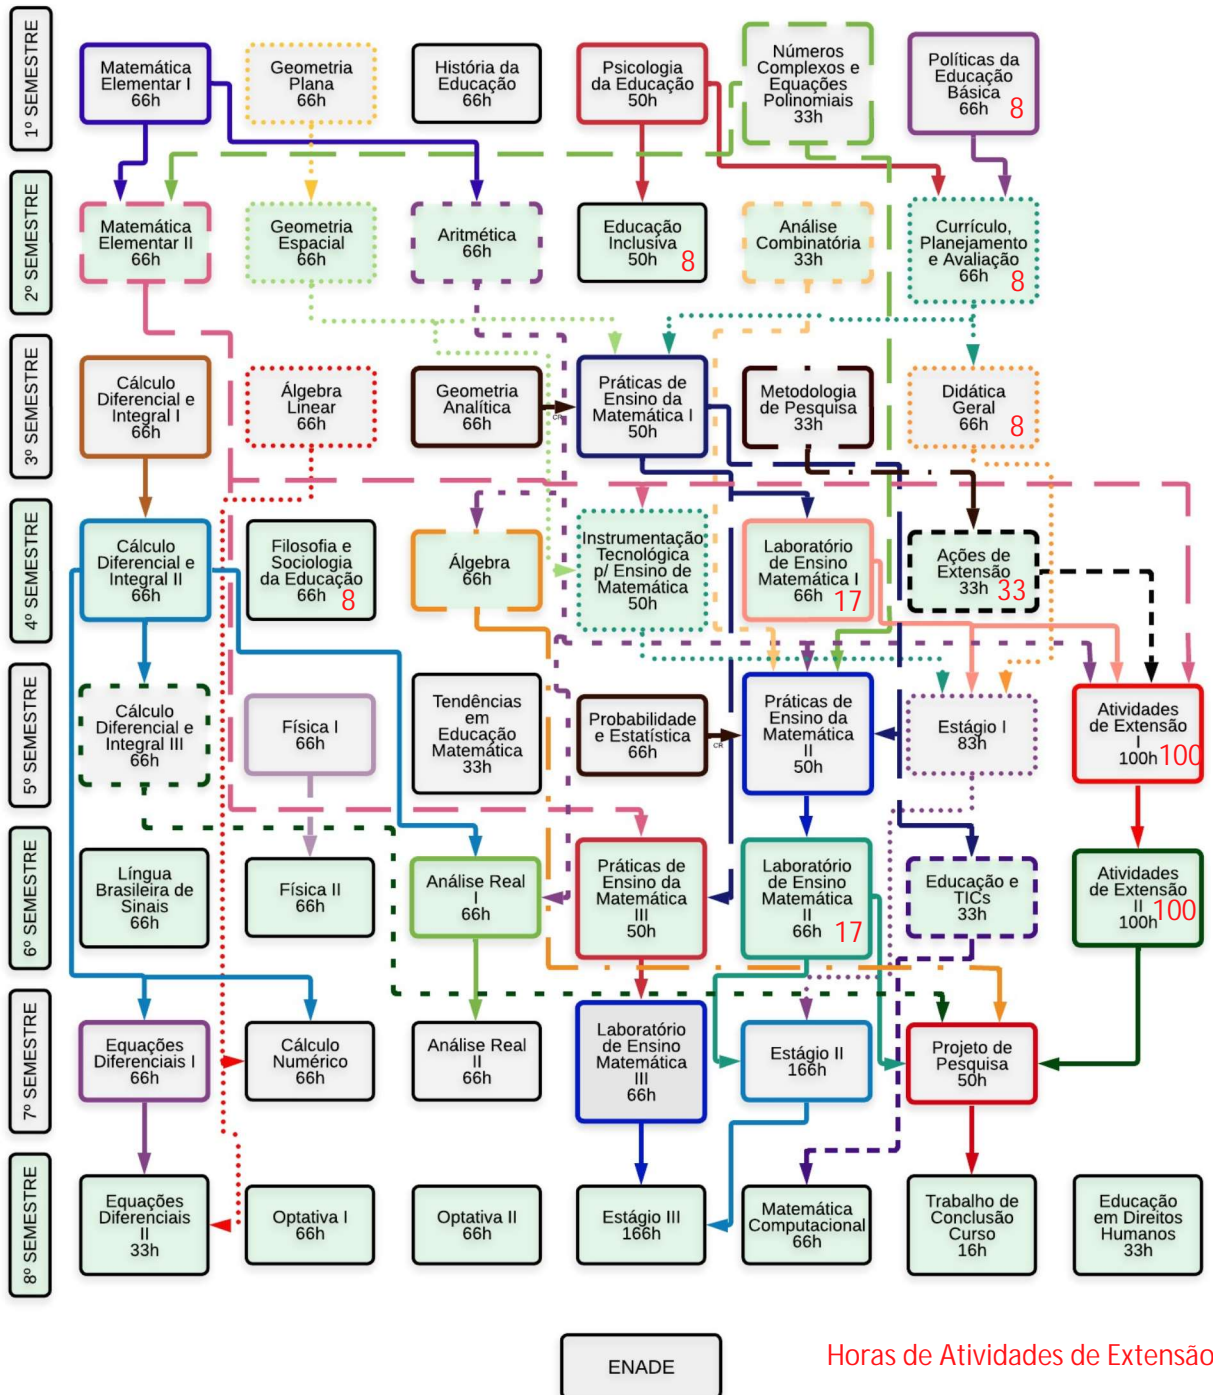 1º SEMESTRE
Matemática
Elementar I
66h
Geometria
Plana
66h
História da
Educação
66h
Psicologia
da Educação
50h
Números
Complexos e
Equações
Polinomiais
33h
Políticas da
Educação
Básica
66h
8
2º SEMESTRE
Matemática
Elementar II
66h
Geometria
Espacial
66h
Aritmética
66h
Educação
Inclusiva
50h
8
Análise
Combinatória
33h
Currículo,
Planejamento
e Avaliação
66h
8
3º SEMESTRE
Cálculo
Diferencial e
Integral I
66h
Álgebra
Linear
66h
Geometria
Analítica
66h
CR
Práticas de
Ensino da
Matemática I
50h
Metodologia
de Pesquisa
33h
Didática
Geral
66h
8
4º SEMESTRE
Cálculo
Diferencial e
Integral II
66h
Filosofia e
Sociologia
da Educação
66h
8
Álgebra
66h
Instrumentação
Tecnológica
p/ Ensino de
Matemática
50h
Laboratório
de Ensino
Matemática I
66h
17
Ações de
Extensão
33h
33
5º SEMESTRE
Cálculo
Diferencial e
Integral III
66h
Física I
66h
Tendências
em
Educação
Matemática
33h
Probabilidade
e Estatística
66h
CR
Práticas de
Ensino da
Matemática
II
50h
Estágio I
83h
Atividades
de Extensão
I
100h
100
6º SEMESTRE
Língua
Brasileira de
Sinais
66h
Física II
66h
Análise Real
I
66h
Práticas de
Ensino da
Matemática
III
50h
Laboratório
de Ensino
Matemática
II
66h
17
Educação e
TICs
33h
Atividades
de Extensão
II
100h
100
7º SEMESTRE
Equações
Diferenciais I
66h
Cálculo
Numérico
66h
Análise Real
II
66h
Laboratório
de Ensino
Matemática
III
66h
Estágio II
166h
Projeto de
Pesquisa
50h
8º SEMESTRE
Equações
Diferenciais
II
33h
Optativa I
66h
Optativa II
66h
Estágio III
166h
Matemática
Computacional
66h
Trabalho de
Conclusão
Curso
16h
Educação
em Direitos
Humanos
33h
ENADE
Horas de Atividades de Extensão